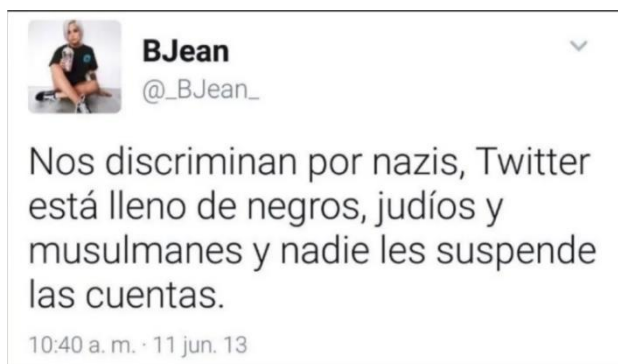 BJean
@_BJean_
Nos discriminan por nazis, Twitter
está lleno de negros, judíos y
musulmanes y nadie les suspende
las cuentas.
10:40 a. m. · 11 jun. 13